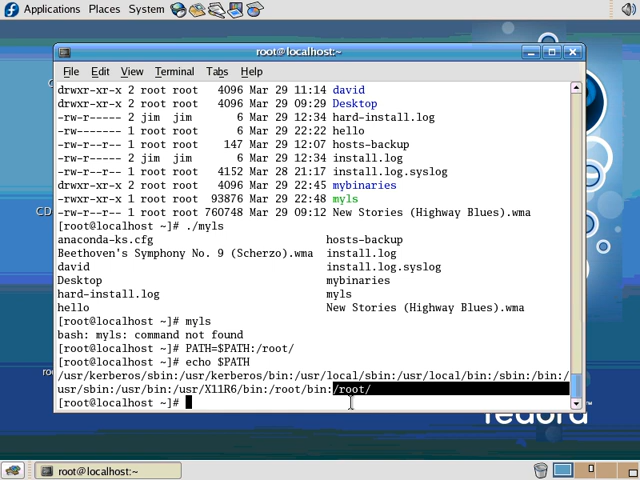 Applications Places System
root@localhost:~
File Edit View Terminal Tabs Help
drwxr-xr-x 2 root root 4096 Mar 29 11:14 david
drwxr-xr-x 2 root root 4096 Mar 29 09:29 Desktop
-rw-r----- 2 jim jim 6 Mar 29 12:34 hard-install.log
-rw------- 1 root root 6 Mar 29 22:22 hello
-rw-r--r-- 1 root root 147 Mar 29 12:07 hosts-backup
-rw-r----- 2 jim jim 6 Mar 29 12:34 install.log
-rw-r--r-- 1 root root 4152 Mar 28 21:17 install.log.syslog
drwxr-xr-x 2 root root 4096 Mar 29 22:45 mybinaries
-rwxr-xr-x 1 root root 93876 Mar 29 22:48 myls
-rw-r--r-- 1 root root 760748 Mar 29 09:12 New Stories (Highway Blues).wma
[root@localhost ~]# ./myls
anaconda-ks.cfg hosts-backup
Beethoven's Symphony No. 9 (Scherzo).wma install.log
david install.log.syslog
Desktop mybinaries
hard-install.log myls
hello New Stories (Highway Blues).wma
[root@localhost ~]# myls
bash: myls: command not found
[root@localhost ~]# PATH=$PATH:/root/
[root@localhost ~]# echo $PATH
/usr/kerberos/sbin:/usr/kerberos/bin:/usr/local/sbin:/usr/local/bin:/sbin:/bin:/
usr/sbin:/usr/bin:/usr/X11R6/bin:/root/bin:/root/
[root@localhost ~]#
fedora
root@localhost:~